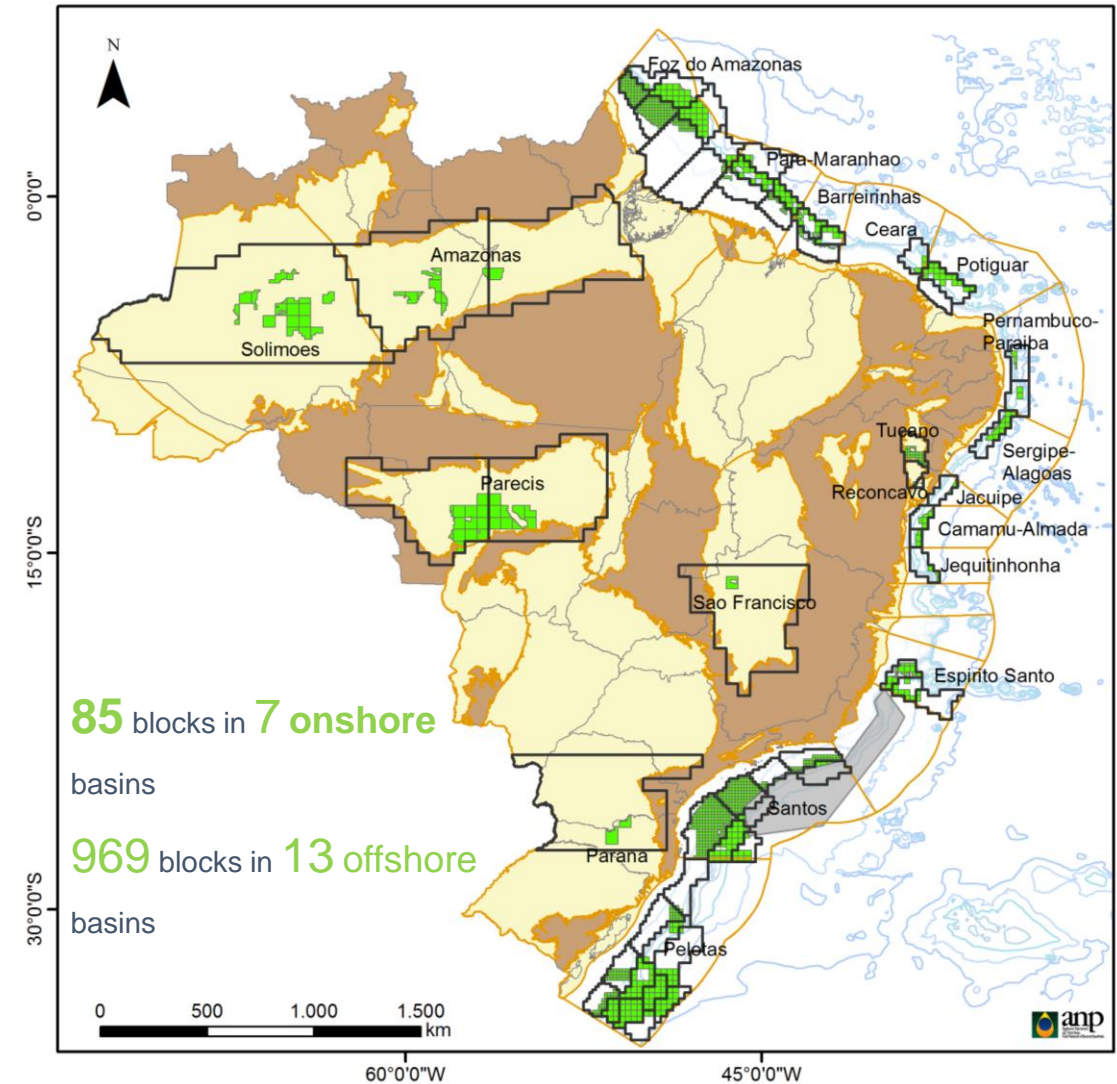 N
Foz do Amazonas
Para-Maranhao
Barreirinhas
Ceara
Potiguar
Pernambuco-
Paraiba
Amazonas
Solimoes
Tucano
Sergipe-
Alagoas
Reconcavo
Jacuipe
Parecis
Camamu-Almada
Jequitinhonha
Sao Francisco
Espirito Santo
85 blocks in 7 onshore
basins
Santos
969 blocks in 13 offshore
basins
Parana
Pelotas
0 500 1.000 1.500
km
anp
0°0'0"
15°0'0"S
30°0'0"S
60°0'0"W
45°0'0"W